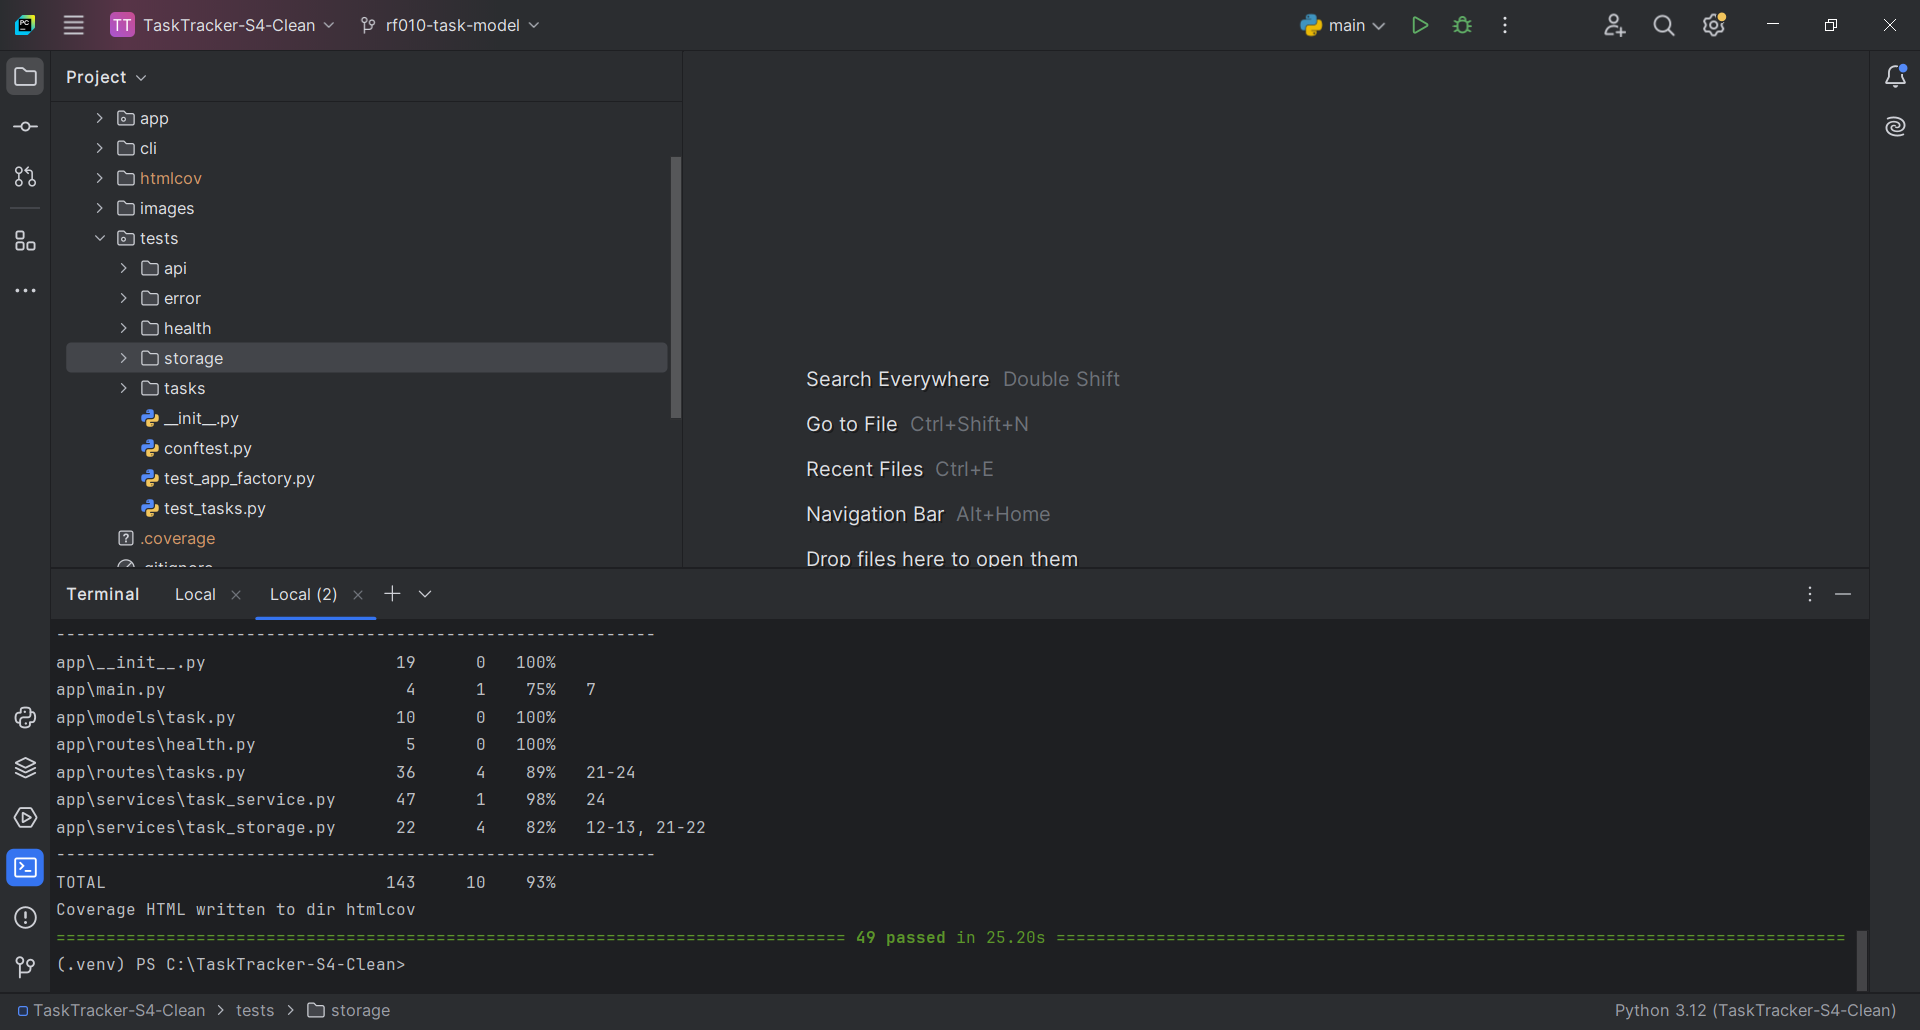 TT TaskTracker-S4-Clean rf010-task-model main
Project
app
cli
htmlcov
images
tests
api
error
health
storage
tasks
__init__.py
conftest.py
test_app_factory.py
test_tasks.py
.coverage
.gitignore
Search Everywhere Double Shift
Go to File Ctrl+Shift+N
Recent Files Ctrl+E
Navigation Bar Alt+Home
Drop files here to open them
Terminal Local Local (2)
------------------------------------------------------------
app\__init__.py 19 0 100%
app\main.py 4 1 75% 7
app\models\task.py 10 0 100%
app\routes\health.py 5 0 100%
app\routes\tasks.py 36 4 89% 21-24
app\services\task_service.py 47 1 98% 24
app\services\task_storage.py 22 4 82% 12-13, 21-22
------------------------------------------------------------
TOTAL 143 10 93%
Coverage HTML written to dir htmlcov
=============================================================================== 49 passed in 25.20s ===============================================================================
(.venv) PS C:\TaskTracker-S4-Clean>
TaskTracker-S4-Clean > tests > storage Python 3.12 (TaskTracker-S4-Clean)